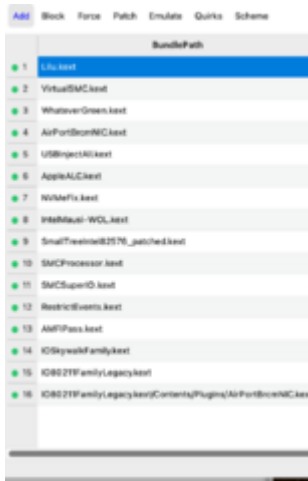 Add Block Force Patch Emulate Quirks Scheme
BundlePath
1 Lilu.kext
2 VirtualSMC.kext
3 WhateverGreen.kext
4 AirPortBrcmNIC.kext
5 USBInjectAll.kext
6 AppleALC.kext
7 NVMeFix.kext
8 IntelMausi-WOL.kext
9 SmallTreeIntel82576_patched.kext
10 SMCProcessor.kext
11 SMCSuperIO.kext
12 RestrictEvents.kext
13 AMFIPass.kext
14 IOSkywalkFamily.kext
15 IO80211FamilyLegacy.kext
16 IO80211FamilyLegacy.kext/Contents/PlugIns/AirPortBrcmNIC.kex